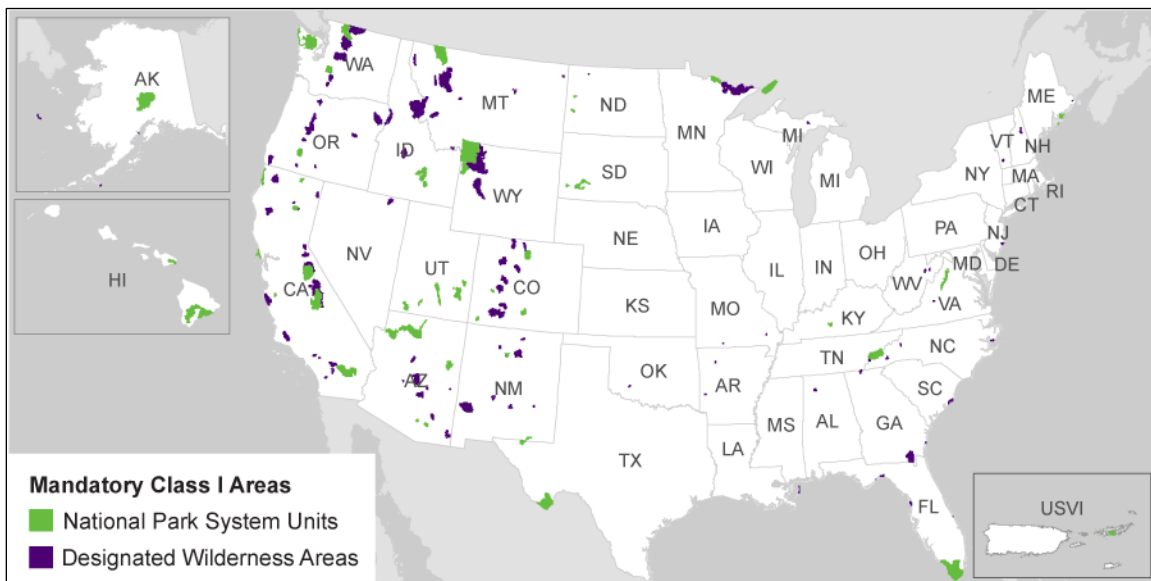 AK
HI
WA
OR
CA
NV
ID
MT
WY
UT
CO
AZ
NM
ND
SD
NE
KS
OK
TX
MN
IA
MO
AR
LA
WI
MI
MI
IL
IN
OH
KY
TN
MS
AL
GA
FL
SC
NC
VA
WV
MD
DE
PA
NJ
NY
CT
RI
MA
VT
NH
ME
USVI
Mandatory Class I Areas
National Park System Units
Designated Wilderness Areas